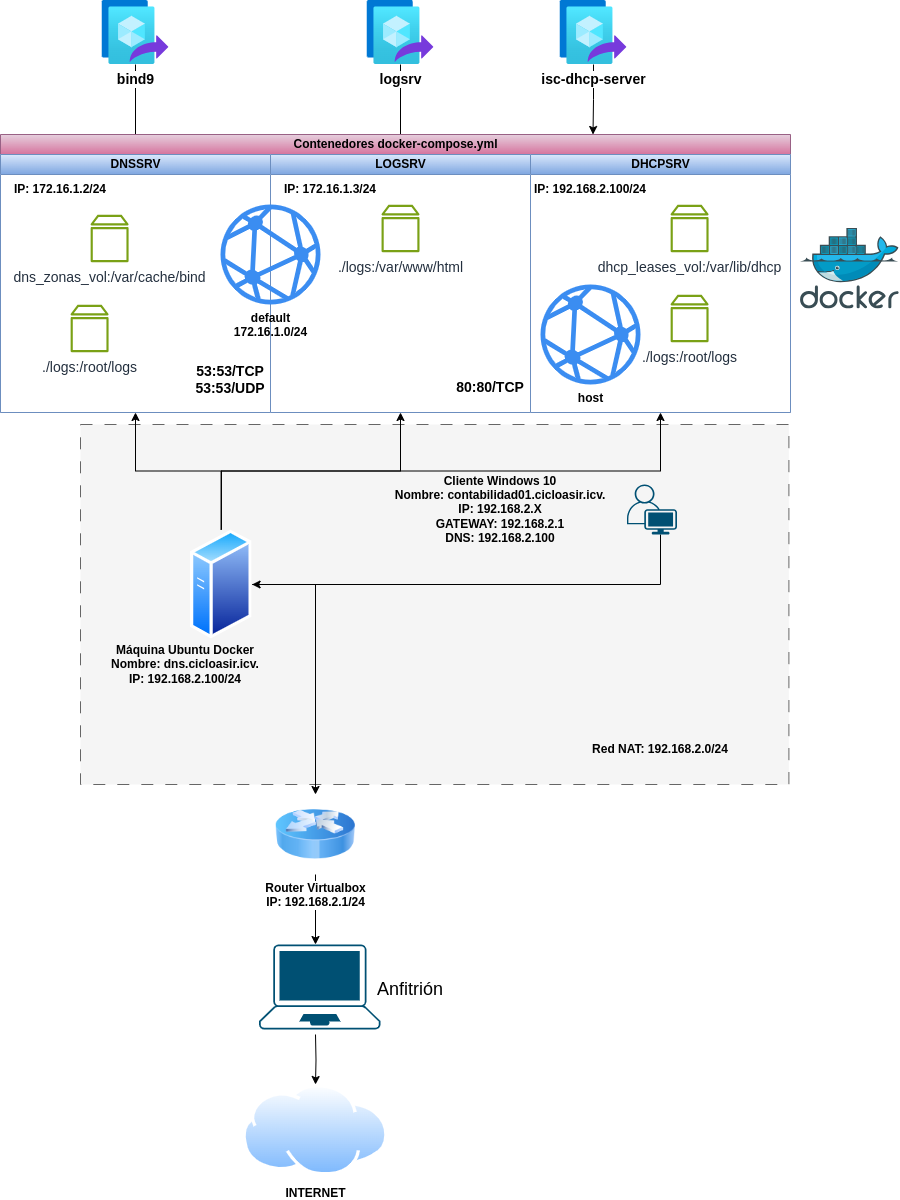 bind9
logsrv
isc-dhcp-server
Contenedores docker-compose.yml
DNSSRV
LOGSRV
DHCPSRV
IP: 172.16.1.2/24
IP: 172.16.1.3/24
IP: 192.168.2.100/24
dns_zonas_vol:/var/cache/bind
./logs:/var/www/html
dhcp_leases_vol:/var/lib/dhcp
docker
default
172.16.1.0/24
./logs:/root/logs
./logs:/root/logs
53:53/TCP
53:53/UDP
80:80/TCP
host
Cliente Windows 10
Nombre: contabilidad01.cicloasir.icv.
IP: 192.168.2.X
GATEWAY: 192.168.2.1
DNS: 192.168.2.100
Máquina Ubuntu Docker
Nombre: dns.cicloasir.icv.
IP: 192.168.2.100/24
Red NAT: 192.168.2.0/24
Router Virtualbox
IP: 192.168.2.1/24
Anfitrión
INTERNET